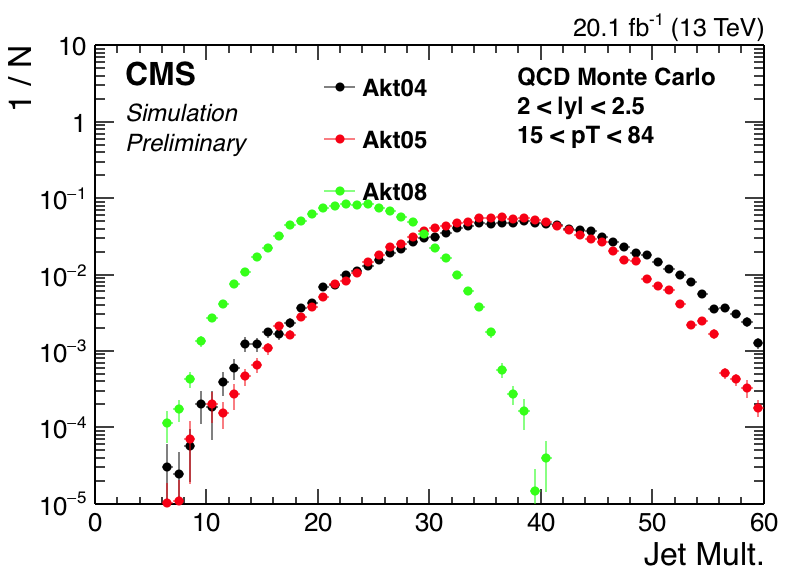 20.1 fb⁻¹ (13 TeV)
1 / N
10
1
10⁻¹
10⁻²
10⁻³
10⁻⁴
10⁻⁵
CMS
Simulation
Preliminary
Akt04
Akt05
Akt08
QCD Monte Carlo
2 < lyl < 2.5
15 < pT < 84
0 10 20 30 40 50 60
Jet Mult.